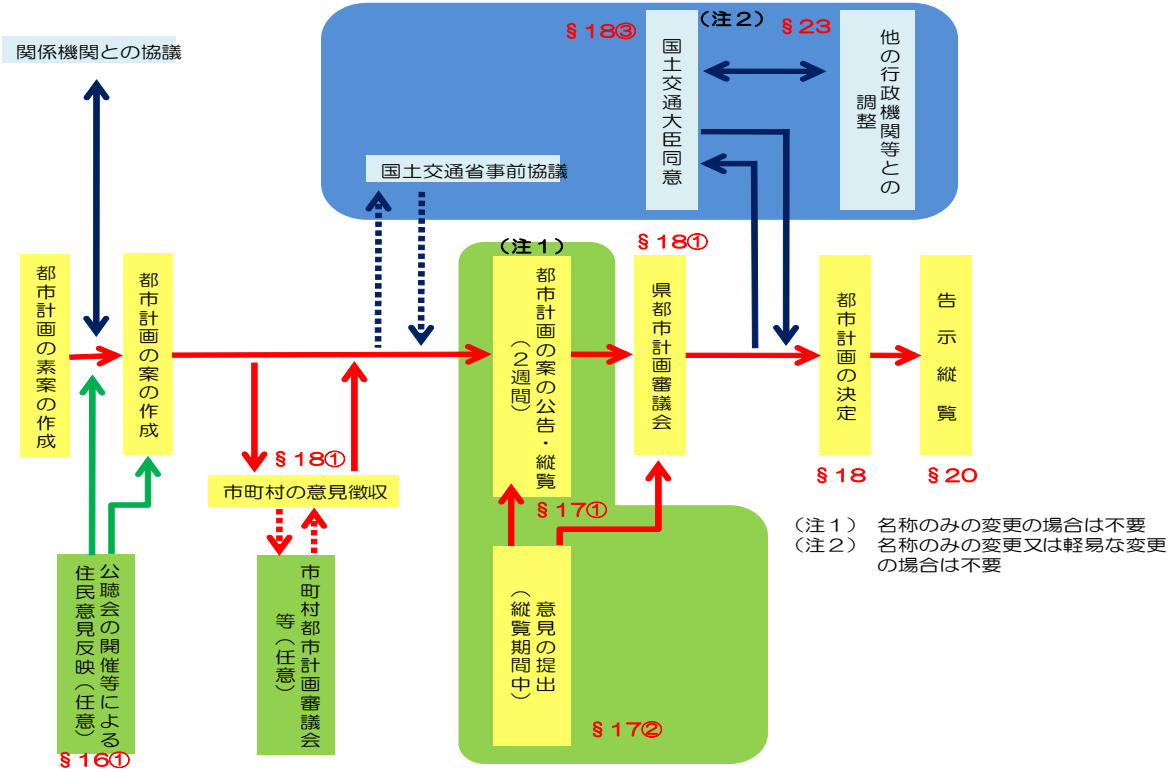 関係機関との協議
§18③
（注２）
§23
国土交通大臣同意
他の行政機関等との
調整
国土交通省事前協議
都市計画の素案の作成
都市計画の案の作成
（注１）
都市計画の案の公告・縦覧
（２週間）
§18①
県都市計画審議会
都市計画の決定
§18
告示縦覧
§20
§18①
市町村の意見徴収
§17①
公聴会の開催等による
住民意見反映（任意）
§16①
市町村都市計画審議会
等（任意）
意見の提出
（縦覧期間中）
§17②
（注１）　名称のみの変更の場合は不要
（注２）　名称のみの変更又は軽易な変更
の場合は不要